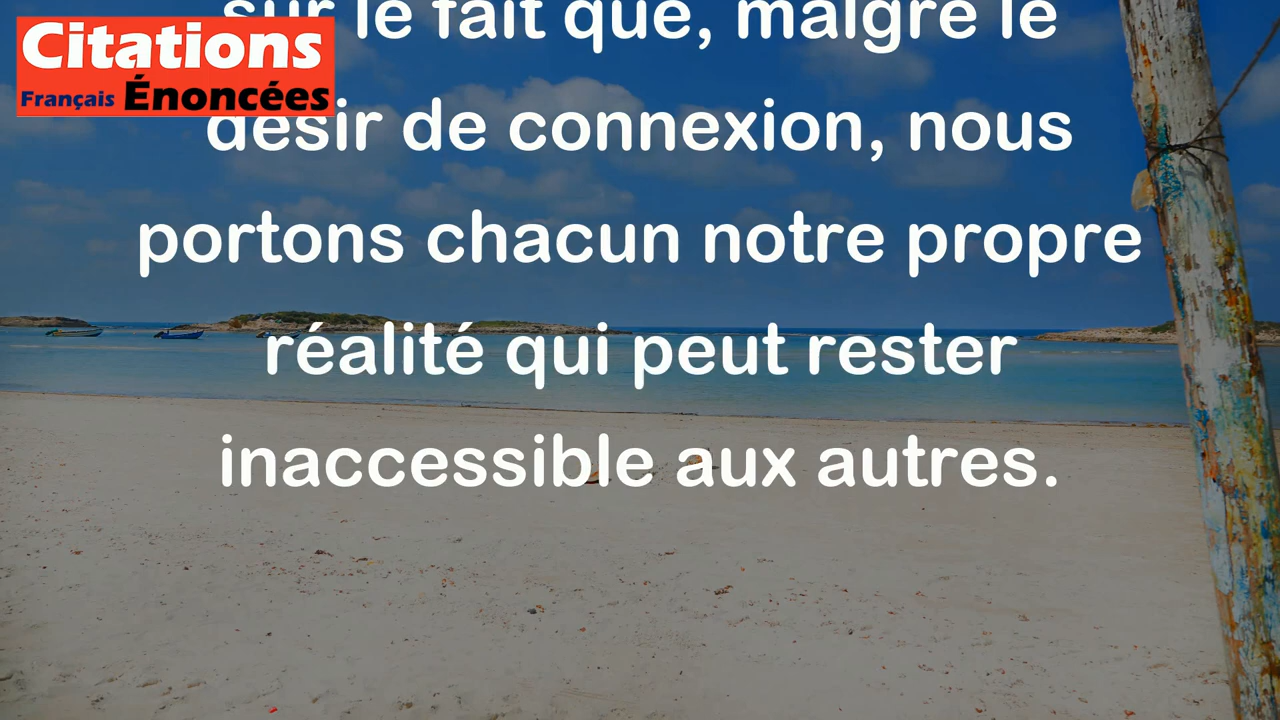 Citations
Français Énoncées
sur le fait que, malgré le
désir de connexion, nous
portons chacun notre propre
réalité qui peut rester
inaccessible aux autres.